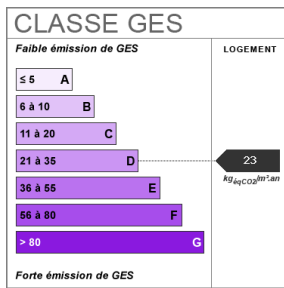 CLASSE GES
Faible émission de GES
LOGEMENT
≤ 5 A
6 à 10 B
11 à 20 C
21 à 35 D
23
kgéqCO2/m².an
36 à 55 E
56 à 80 F
> 80 G
Forte émission de GES